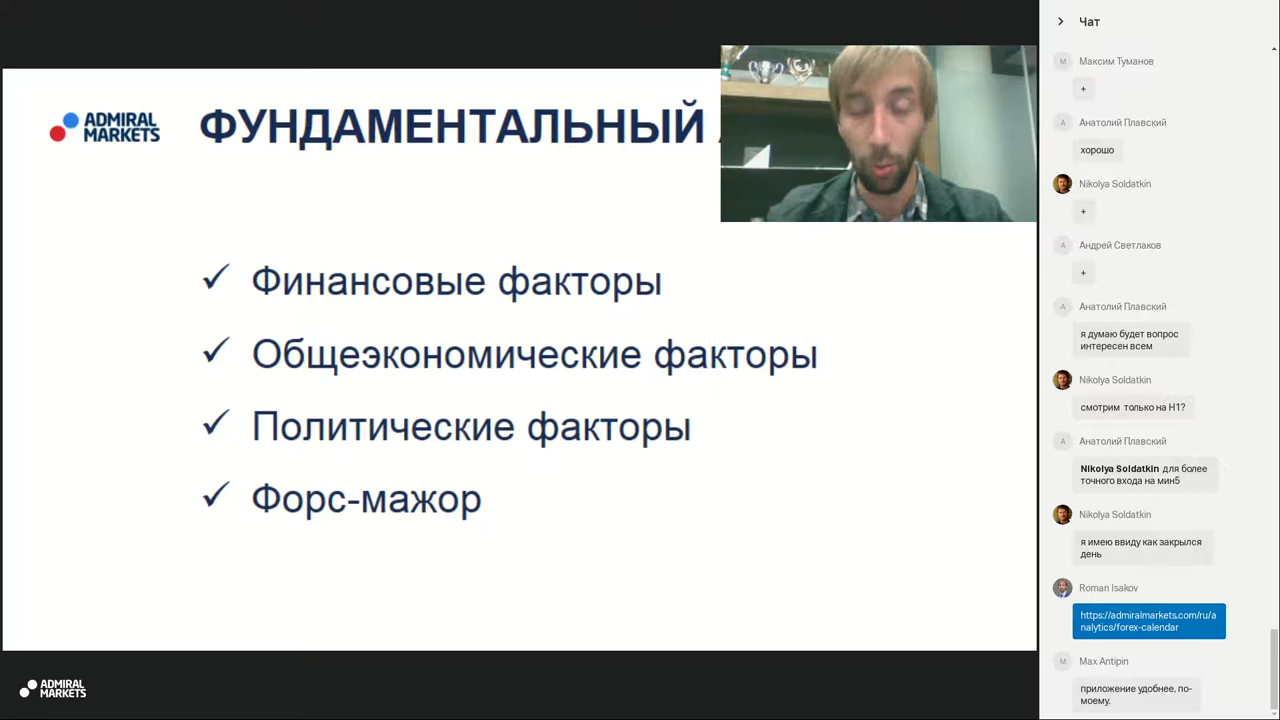 ADMIRAL
MARKETS
ФУНДАМЕНТАЛЬНЫЙ
✓ Финансовые факторы
✓ Общеэкономические факторы
✓ Политические факторы
✓ Форс-мажор
ADMIRAL
MARKETS
Чат
М
Максим Туманов
+
А
Анатолий Плавский
хорошо
Nikolya Soldatkin
+
А
Андрей Светлаков
+
А
Анатолий Плавский
я думаю будет вопрос
интересен всем
Nikolya Soldatkin
смотрим только на Н1?
А
Анатолий Плавский
Nikolya Soldatkin для более
точного входа на мин5
Nikolya Soldatkin
я имею ввиду как закрылся
день
Roman Isakov
https://admiralmarkets.com/ru/a
nalytics/forex-calendar
M
Max Antipin
приложение удобнее, по-
моему.